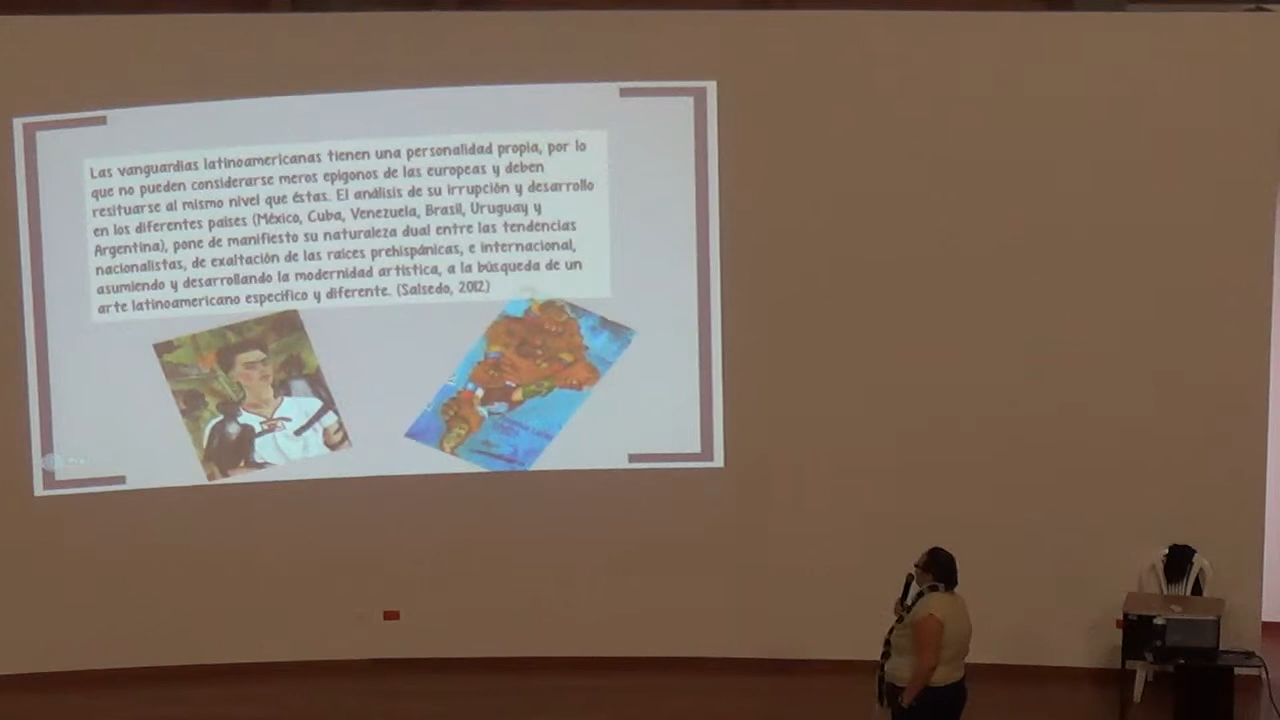 Las vanguardias latinoamericanas tienen una personalidad propia, por lo
que no pueden considerarse meros epígonos de las europeas y deben
resituarse al mismo nivel que éstas. El análisis de su irrupción y desarrollo
en los diferentes países (México, Cuba, Venezuela, Brasil, Uruguay y
Argentina), pone de manifiesto su naturaleza dual entre las tendencias
nacionalistas, de exaltación de las raíces prehispánicas, e internacional,
asumiendo y desarrollando la modernidad artística, a la búsqueda de un
arte latinoamericano específico y diferente. (Salsedo, 2012)